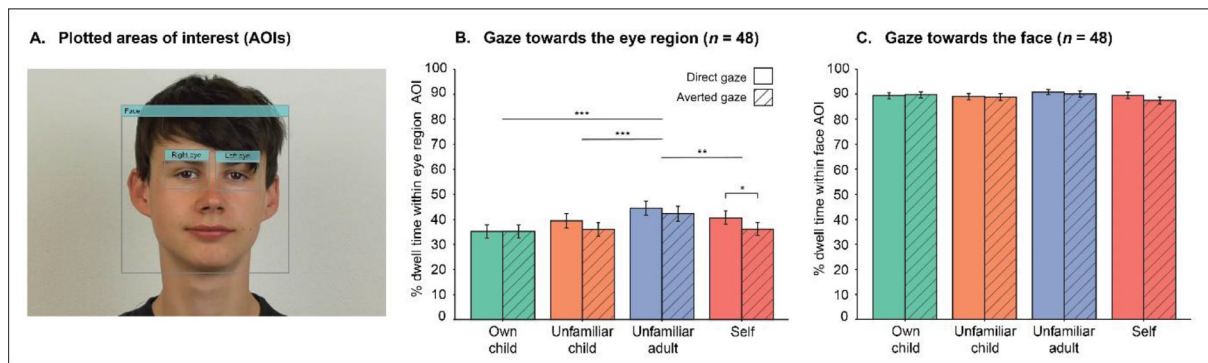 A. Plotted areas of interest (AOIs)
Face
Right eye
Left eye
B. Gaze towards the eye region (n = 48)
% dwell time within eye region AOI
100
90
80
70
60
50
40
30
20
10
0
Direct gaze
Averted gaze
***
***
**
*
Own
child
Unfamiliar
child
Unfamiliar
adult
Self
C. Gaze towards the face (n = 48)
% dwell time within face AOI
100
90
80
70
60
50
40
30
20
10
0
Own
child
Unfamiliar
child
Unfamiliar
adult
Self